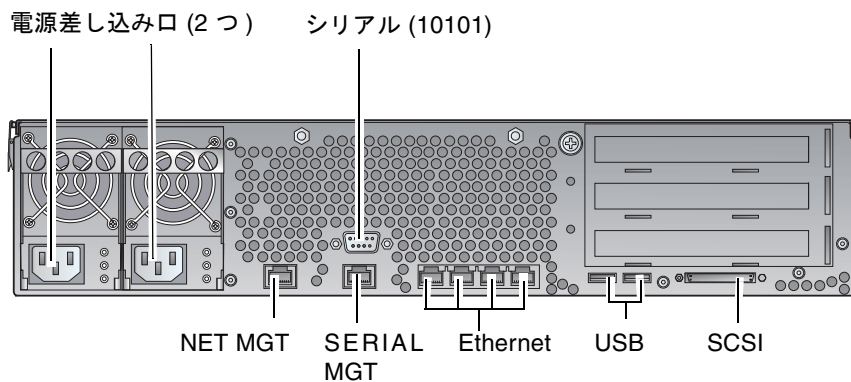 電源差し込み口 (2 つ )
シリアル (10101)
NET MGT
SERIAL
MGT
Ethernet
USB
SCSI